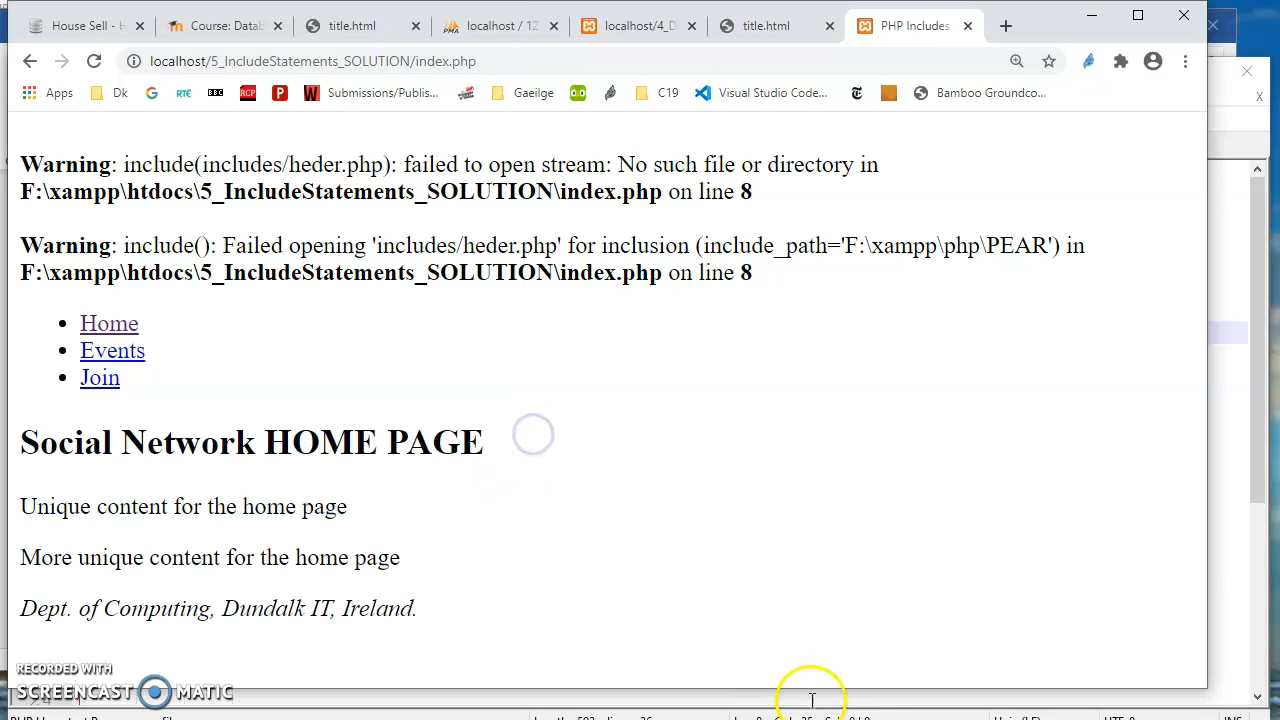 House Sell - H
Course: Datab
title.html
localhost / 12
localhost/4_D
title.html
PHP Includes
localhost/5_IncludeStatements_SOLUTION/index.php
Apps
Dk
G
RTÉ
BBC
RCP
P
W
Submissions/Publis...
Gaeilge
C19
Visual Studio Code...
Bamboo Groundco...
Warning: include(includes/heder.php): failed to open stream: No such file or directory in
F:\xampp\htdocs\5_IncludeStatements_SOLUTION\index.php on line 8
Warning: include(): Failed opening 'includes/heder.php' for inclusion (include_path='F:\xampp\php\PEAR') in
F:\xampp\htdocs\5_IncludeStatements_SOLUTION\index.php on line 8
Home
Events
Join
Social Network HOME PAGE
Unique content for the home page
More unique content for the home page
Dept. of Computing, Dundalk IT, Ireland.
RECORDED WITH
SCREENCAST MATIC